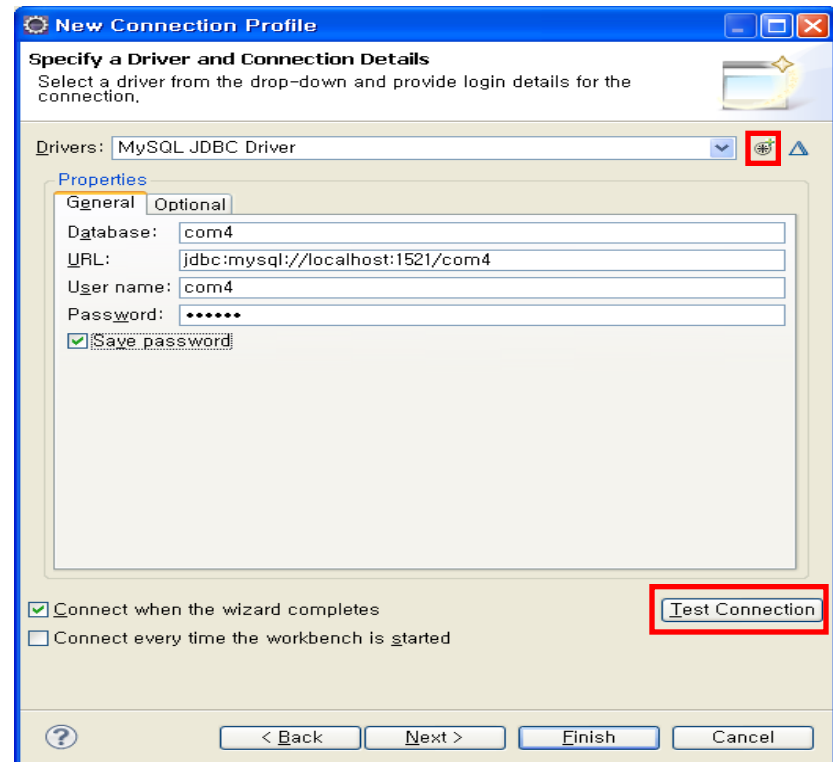 New Connection Profile
Specify a Driver and Connection Details
Select a driver from the drop-down and provide login details for the
connection.
Drivers: MySQL JDBC Driver
Properties
General Optional
Database: com4
URL: jdbc:mysql://localhost:1521/com4
User name: com4
Password: ••••••
Save password
Connect when the wizard completes
Test Connection
Connect every time the workbench is started
? < Back Next > Finish Cancel